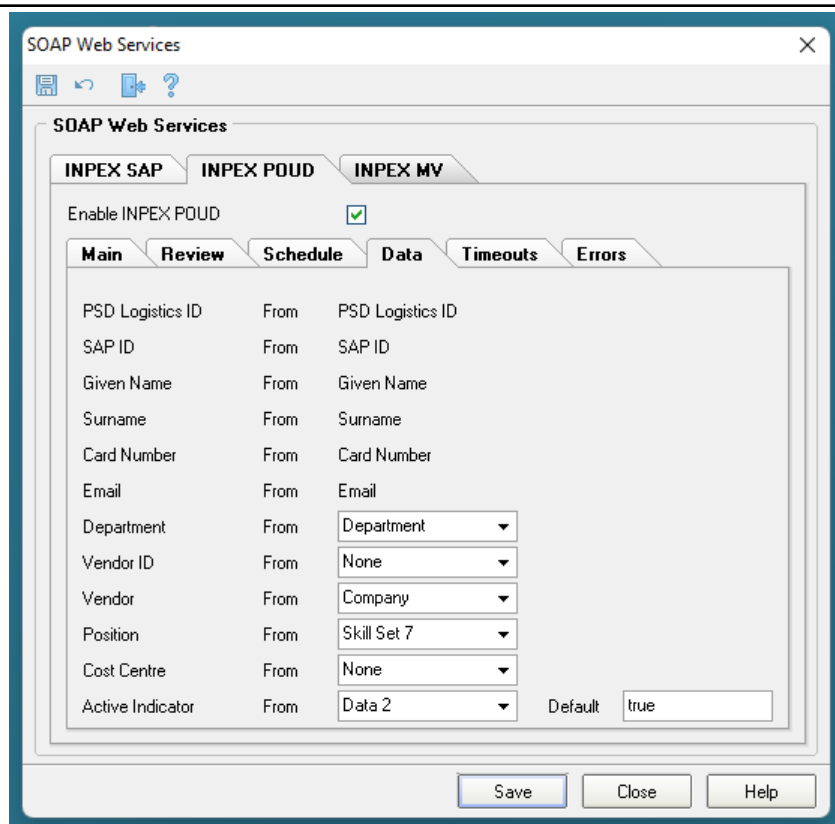 SOAP Web Services
SOAP Web Services
INPEX SAP INPEX POUD INPEX MV
Enable INPEX POUD
Main Review Schedule Data Timeouts Errors
PSD Logistics ID From PSD Logistics ID
SAP ID From SAP ID
Given Name From Given Name
Surname From Surname
Card Number From Card Number
Email From Email
Department From Department
Vendor ID From None
Vendor From Company
Position From Skill Set 7
Cost Centre From None
Active Indicator From Data 2 Default true
Save Close Help